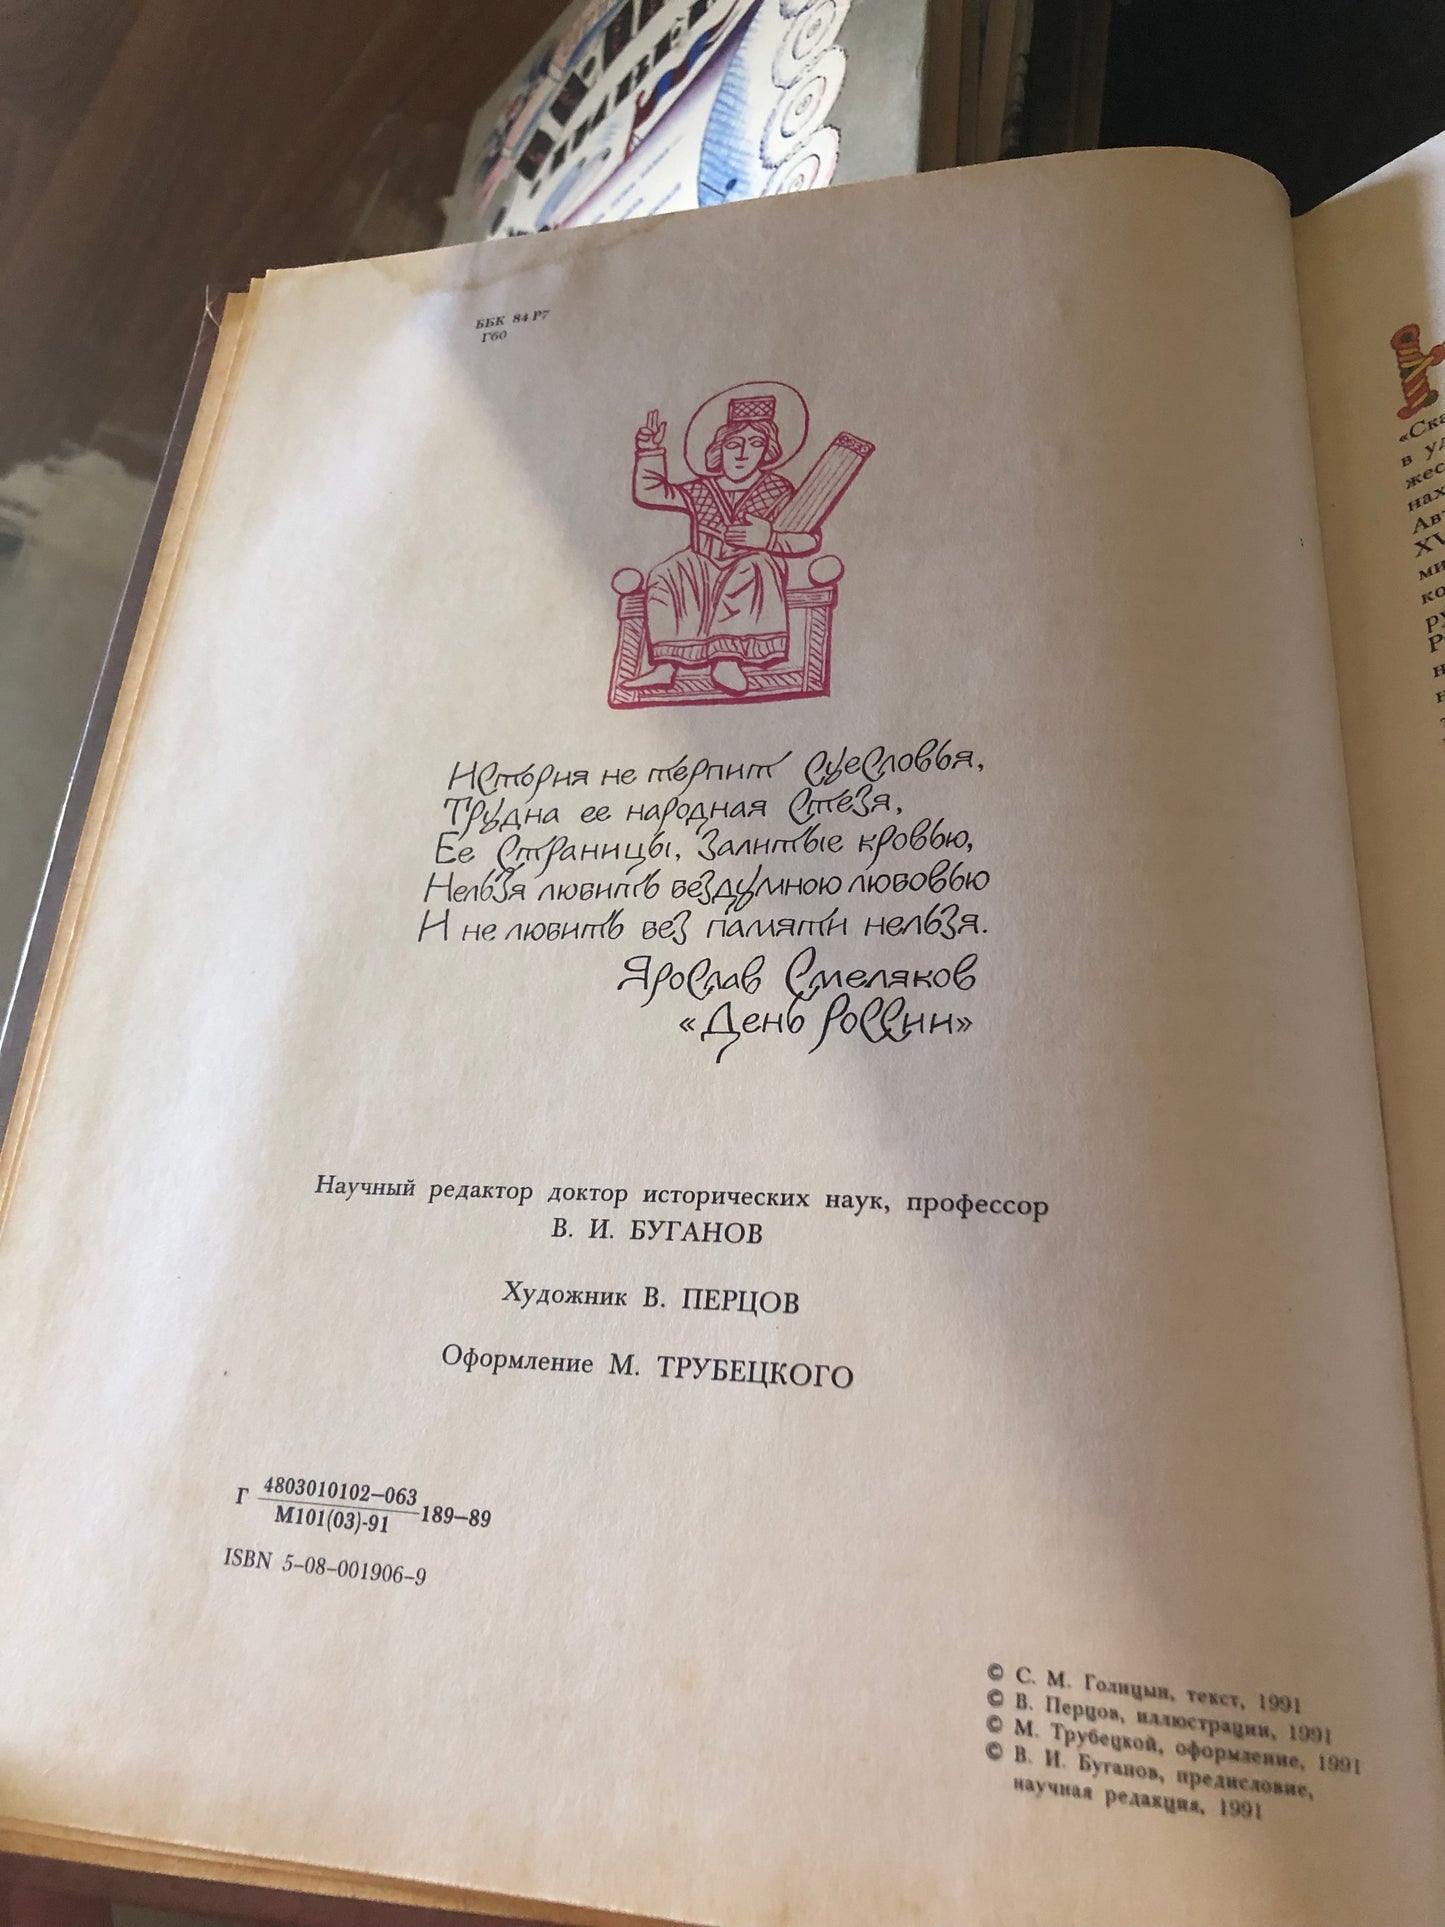 ББК 84 Р7
Г60
История не терпит суесловья,
Трудна ее народная стезя,
Ее страницы, залитые кровью,
Нельзя любить бездумною любовью
И не любить без памяти нельзя.
Ярослав Смеляков
«День России»
Научный редактор доктор исторических наук, профессор
В. И. БУГАНОВ
Художник В. ПЕРЦОВ
Оформление М. ТРУБЕЦКОГО
Г 4803010102—063
М101(03)-91 189—89
ISBN 5—08—001906—9
© С. М. Голицын, текст, 1991
© В. Перцов, иллюстрации, 1991
© М. Трубецкой, оформление, 1991
© В. И. Буганов, предисловие,
научная редакция, 1991